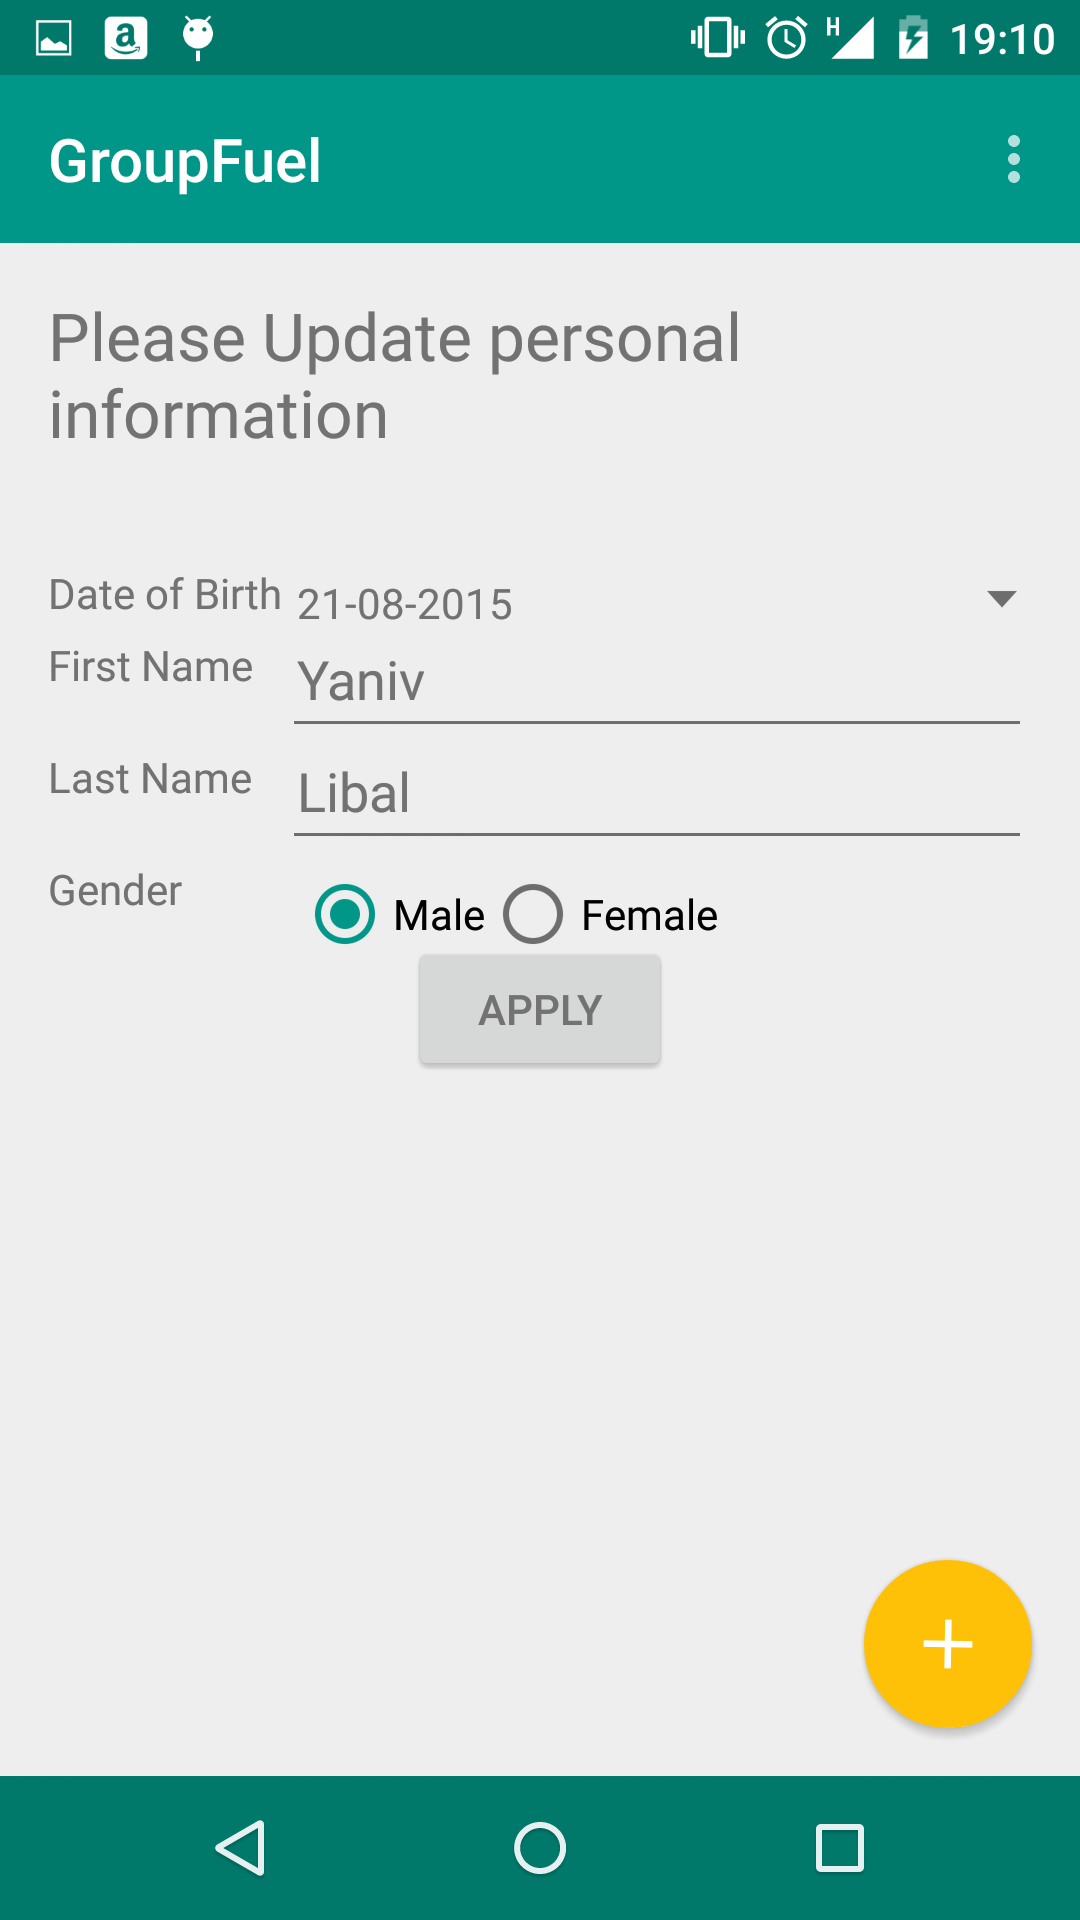 H 19:10
GroupFuel
Please Update personal
information
Date of Birth 21-08-2015
First Name Yaniv
Last Name Libal
Gender Male Female
APPLY